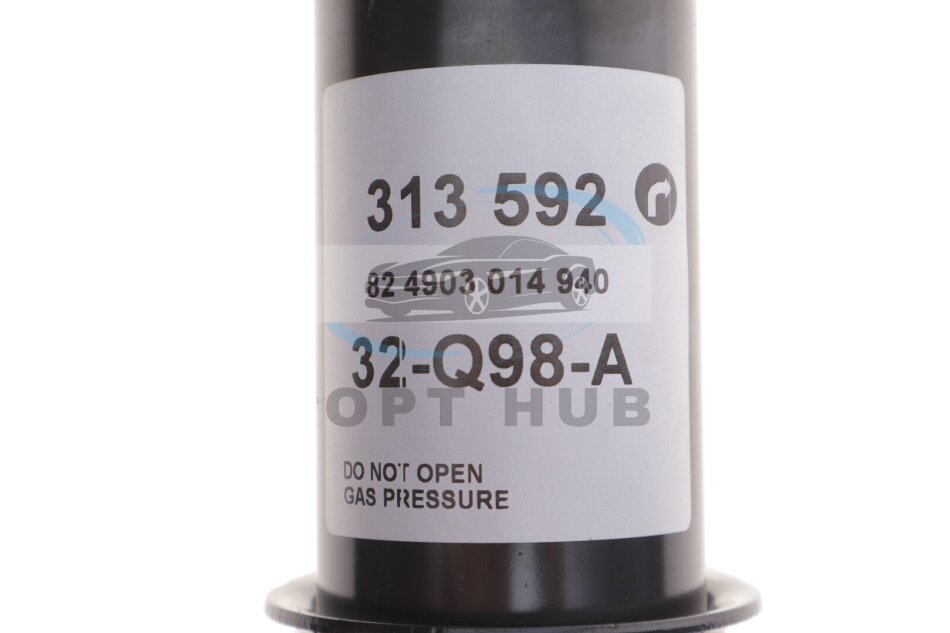 313 592
82 4903 014 940
32-Q98-A
OPT HUB
DO NOT OPEN
GAS PRESSURE